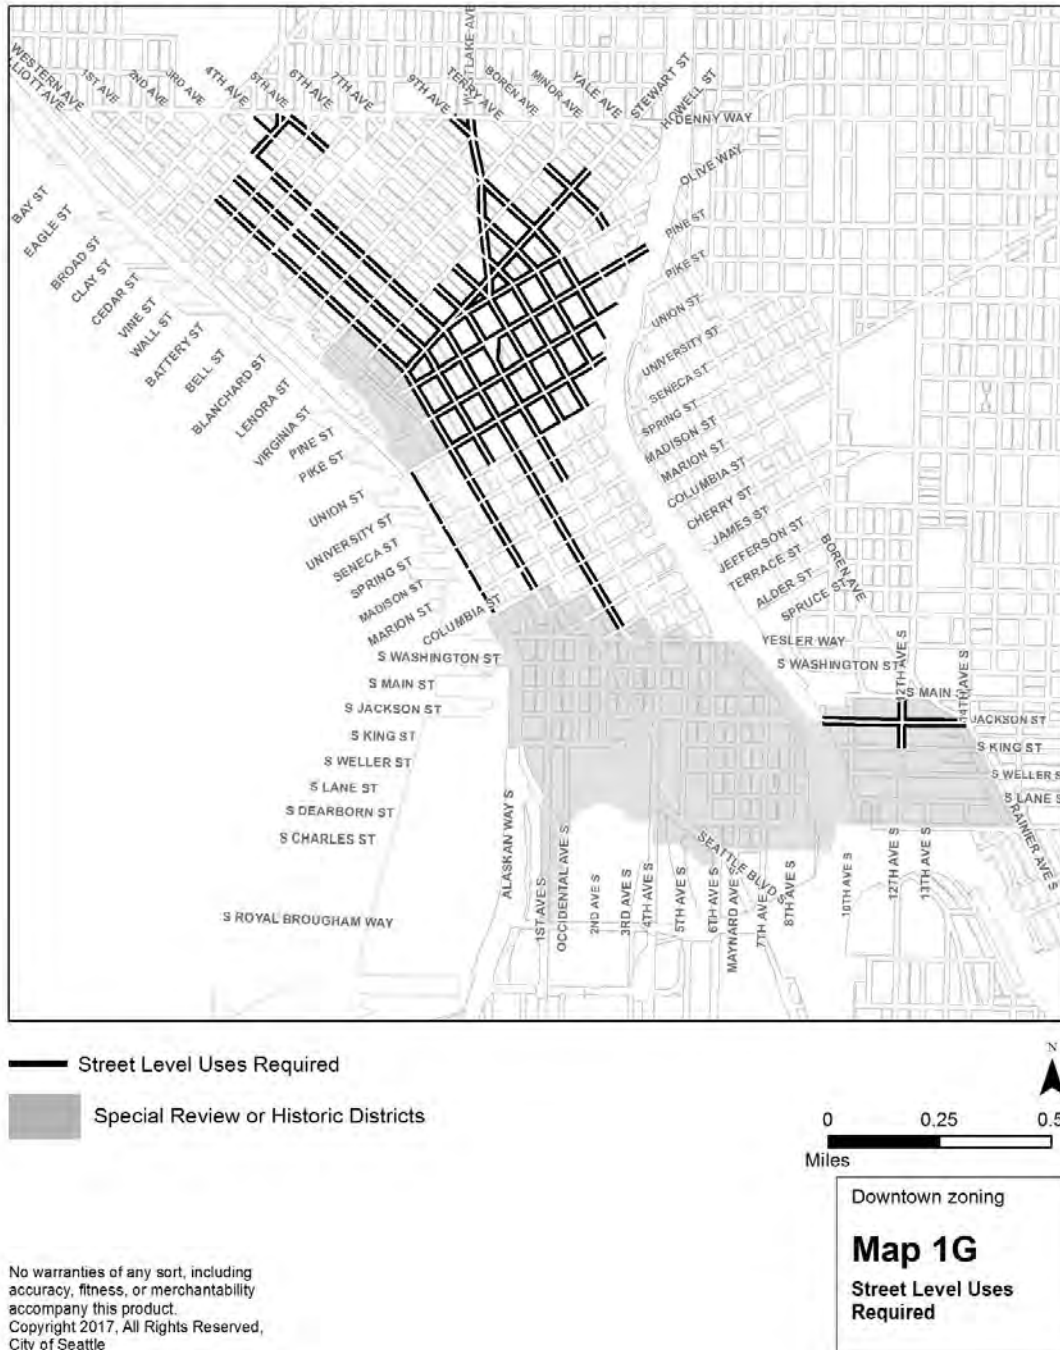 WESTERN AVE
ELLIOTT AVE
1ST AVE
2ND AVE
3RD AVE
4TH AVE
5TH AVE
6TH AVE
7TH AVE
9TH AVE
WESTLAKE AVE
TERRY AVE
BOREN AVE
MINOR AVE
YALE AVE
STEWART ST
HOWELL ST
DENNY WAY
OLIVE WAY
PINE ST
PIKE ST
UNION ST
UNIVERSITY ST
SENECA ST
SPRING ST
MADISON ST
MARION ST
COLUMBIA ST
CHERRY ST
JAMES ST
JEFFERSON ST
TERRACE ST
ALDER ST
SPRUCE ST
BOREN AVE
YESLER WAY
S WASHINGTON ST
12TH AVE S
S MAIN ST
14TH AVE S
JACKSON ST
S KING ST
S WELLER S
S LANE S
RAINIER AVE S
BAY ST
EAGLE ST
BROAD ST
CLAY ST
CEDAR ST
VINE ST
WALL ST
BATTERY ST
BELL ST
BLANCHARD ST
LENORA ST
VIRGINIA ST
PINE ST
PIKE ST
UNION ST
UNIVERSITY ST
SENECA ST
SPRING ST
MADISON ST
MARION ST
COLUMBIA ST
S WASHINGTON ST
S MAIN ST
S JACKSON ST
S KING ST
S WELLER ST
S LANE ST
S DEARBORN ST
S CHARLES ST
S ROYAL BROUGHAM WAY
ALASKAN WAY S
1ST AVE S
OCCIDENTAL AVE S
2ND AVE S
3RD AVE S
4TH AVE S
5TH AVE S
6TH AVE S
MAYNARD AVE S
7TH AVE
8TH AVE S
SEATTLE BLVD S
10TH AVE S
12TH AVE S
13TH AVE S
Street Level Uses Required
Special Review or Historic Districts
N
0 0.25 0.5
Miles
Downtown zoning
Map 1G
Street Level Uses
Required
No warranties of any sort, including
accuracy, fitness, or merchantability
accompany this product.
Copyright 2017, All Rights Reserved,
City of Seattle